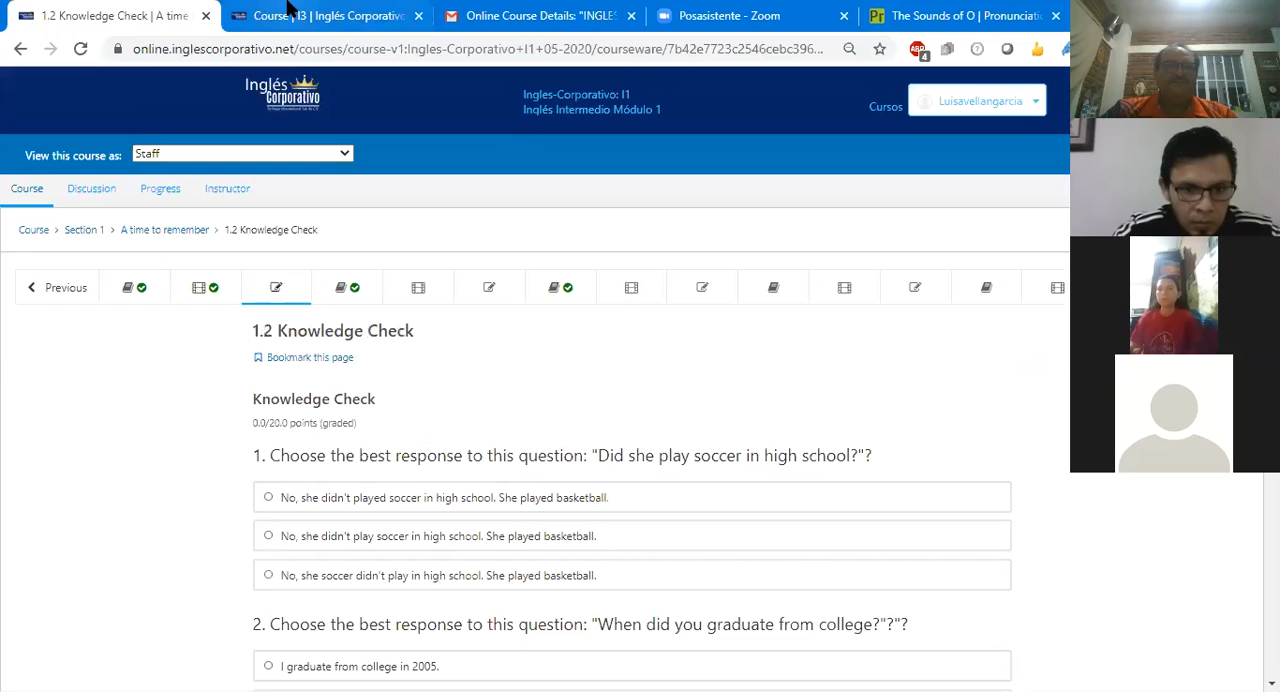 1.2 Knowledge Check | A time
Course | I3 | Inglés Corporativo
Online Course Details: "INGLES
Posasistente - Zoom
The Sounds of O | Pronunciati
online.inglescorporativo.net/courses/course-v1:Ingles-Corporativo+I1+05-2020/courseware/7b42e7723c2546cebc396...
ABP
4
Inglés
Corporativo
Ingles-Corporativo: I1
Inglés Intermedio Módulo 1
Cursos
Luisavellangarcia
View this course as:
Staff
Course
Discussion
Progress
Instructor
Course > Section 1 > A time to remember > 1.2 Knowledge Check
Previous
1.2 Knowledge Check
Bookmark this page
Knowledge Check
0.0/20.0 points (graded)
1. Choose the best response to this question: "Did she play soccer in high school?"?
No, she didn't played soccer in high school. She played basketball.
No, she didn't play soccer in high school. She played basketball.
No, she soccer didn't play in high school. She played basketball.
2. Choose the best response to this question: "When did you graduate from college?"?"?
I graduate from college in 2005.